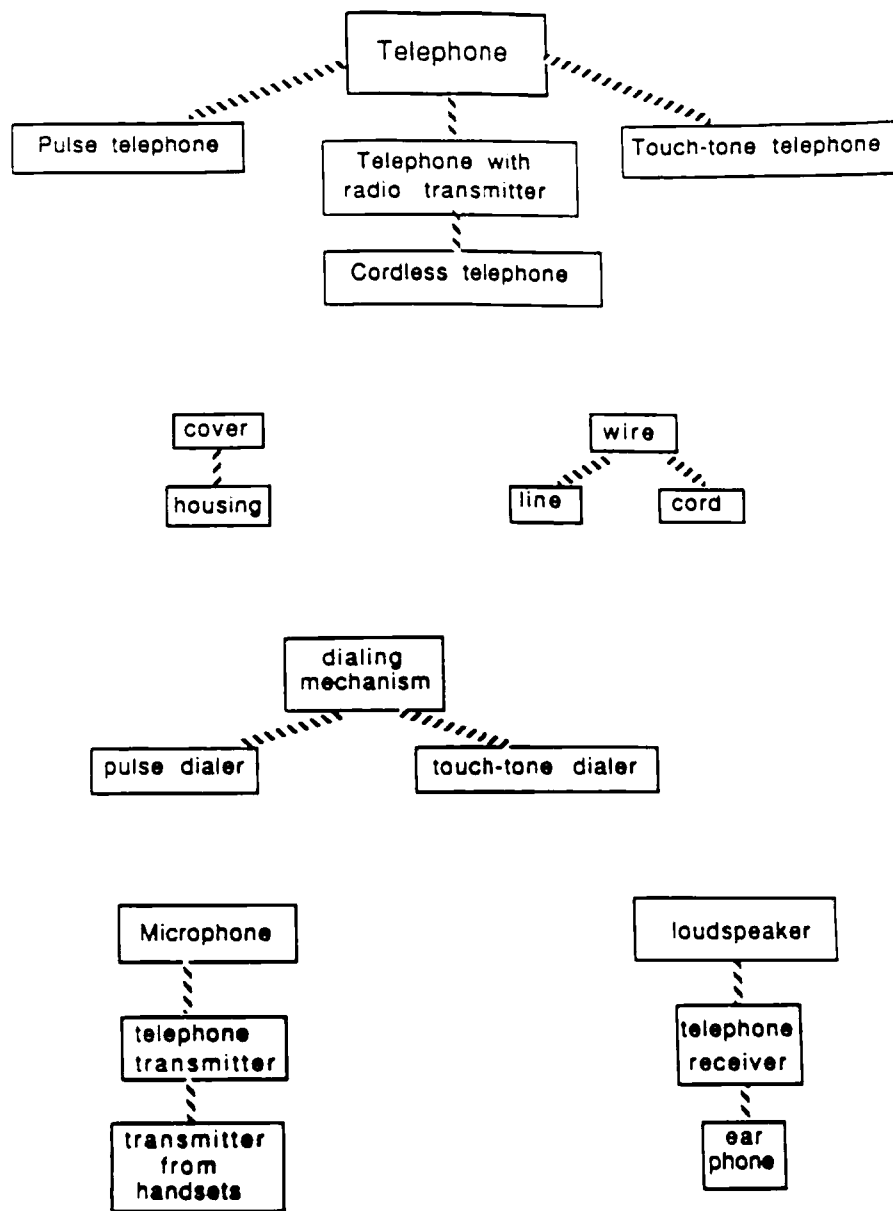 Telephone
Pulse telephone
Telephone with
radio transmitter
Touch-tone telephone
Cordless telephone
cover
housing
wire
line
cord
dialing
mechanism
pulse dialer
touch-tone dialer
Microphone
telephone
transmitter
transmitter
from
handsets
loudspeaker
telephone
receiver
ear
phone